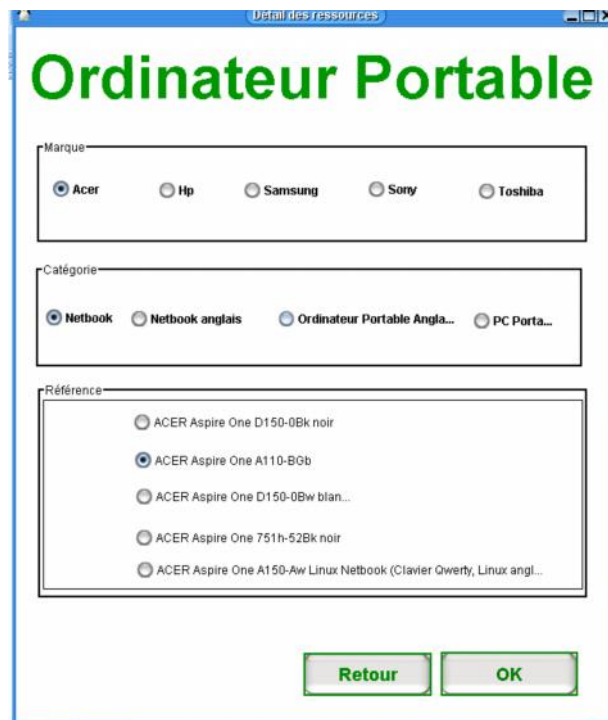 Détail des ressources
Ordinateur Portable
Marque
Acer Hp Samsung Sony Toshiba
Catégorie
Netbook Netbook anglais Ordinateur Portable Angla... PC Porta...
Référence
ACER Aspire One D150-0Bk noir
ACER Aspire One A110-BGb
ACER Aspire One D150-0Bw blan...
ACER Aspire One 751h-52Bk noir
ACER Aspire One A150-Aw Linux Netbook (Clavier Qwerty, Linux angl...
Retour OK